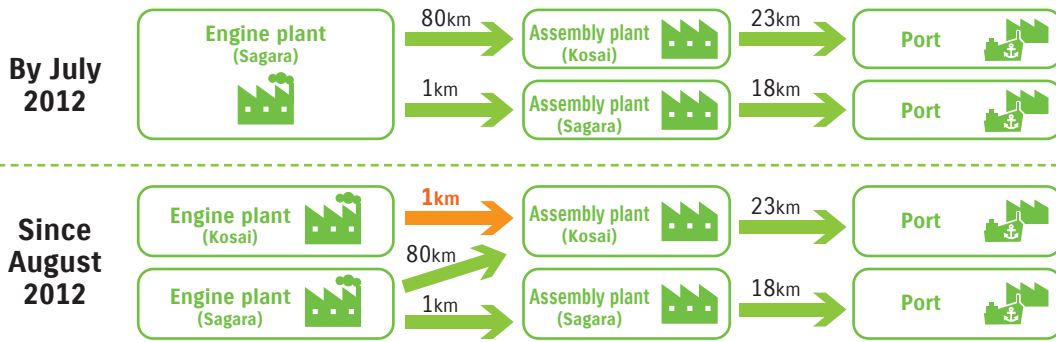 By July
2012
Engine plant
(Sagara)
80km
Assembly plant
(Kosai)
23km
Port
1km
Assembly plant
(Sagara)
18km
Port
Since
August
2012
Engine plant
(Kosai)
1km
Assembly plant
(Kosai)
23km
Port
80km
Engine plant
(Sagara)
1km
Assembly plant
(Sagara)
18km
Port